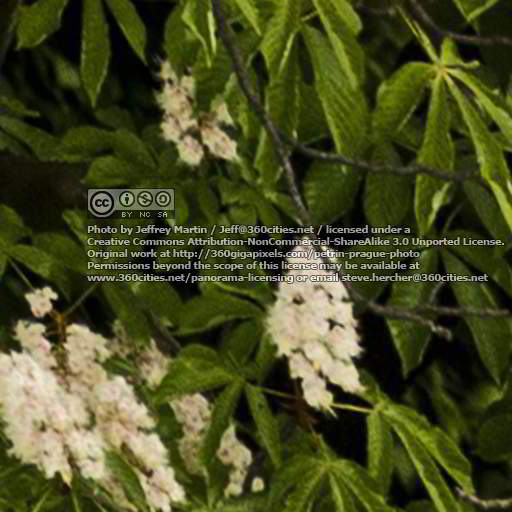 cc BY NC SA
Photo by Jeffrey Martin / Jeff@360cities.net / licensed under a
Creative Commons Attribution-NonCommercial-ShareAlike 3.0 Unported License.
Original work at http://360gigapixels.com/petrin-prague-photo
Permissions beyond the scope of this license may be available at
www.360cities.net/panorama-licensing or email steve.hercher@360cities.net